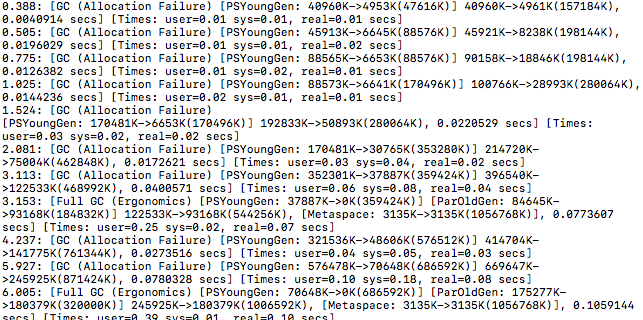 0.388: [GC (Allocation Failure) [PSYoungGen: 40960K->4953K(47616K)] 40960K->4961K(157184K),
0.0040914 secs] [Times: user=0.01 sys=0.01, real=0.01 secs]
0.505: [GC (Allocation Failure) [PSYoungGen: 45913K->6645K(88576K)] 45921K->8238K(198144K),
0.0196029 secs] [Times: user=0.01 sys=0.01, real=0.02 secs]
0.775: [GC (Allocation Failure) [PSYoungGen: 88565K->6653K(88576K)] 90158K->18846K(198144K),
0.0126382 secs] [Times: user=0.01 sys=0.02, real=0.01 secs]
1.025: [GC (Allocation Failure) [PSYoungGen: 88573K->6641K(170496K)] 100766K->28993K(280064K),
0.0144236 secs] [Times: user=0.02 sys=0.01, real=0.01 secs]
1.524: [GC (Allocation Failure)
[PSYoungGen: 170481K->6653K(170496K)] 192833K->50893K(280064K), 0.0220529 secs] [Times:
user=0.03 sys=0.02, real=0.02 secs]
2.081: [GC (Allocation Failure) [PSYoungGen: 170481K->30765K(353280K)] 214720K-
>75004K(462848K), 0.0172621 secs] [Times: user=0.03 sys=0.04, real=0.02 secs]
3.113: [GC (Allocation Failure) [PSYoungGen: 352301K->37887K(359424K)] 396540K-
>122533K(468992K), 0.0400571 secs] [Times: user=0.06 sys=0.08, real=0.04 secs]
3.153: [Full GC (Ergonomics) [PSYoungGen: 37887K->0K(359424K)] [ParOldGen: 84645K-
>93168K(184832K)] 122533K->93168K(544256K), [Metaspace: 3135K->3135K(1056768K)], 0.0773607
secs] [Times: user=0.25 sys=0.02, real=0.07 secs]
4.237: [GC (Allocation Failure) [PSYoungGen: 321536K->48606K(576512K)] 414704K-
>141775K(761344K), 0.0273516 secs] [Times: user=0.04 sys=0.05, real=0.03 secs]
5.927: [GC (Allocation Failure) [PSYoungGen: 576478K->70648K(686592K)] 669647K-
>245925K(871424K), 0.0780328 secs] [Times: user=0.10 sys=0.18, real=0.08 secs]
6.005: [Full GC (Ergonomics) [PSYoungGen: 70648K->0K(686592K)] [ParOldGen: 175277K-
>180379K(320000K)] 245925K->180379K(1006592K), [Metaspace: 3135K->3135K(1056768K)], 0.1059144
secs] [Times: user=0.39 sys=0.01, real=0.10 secs]